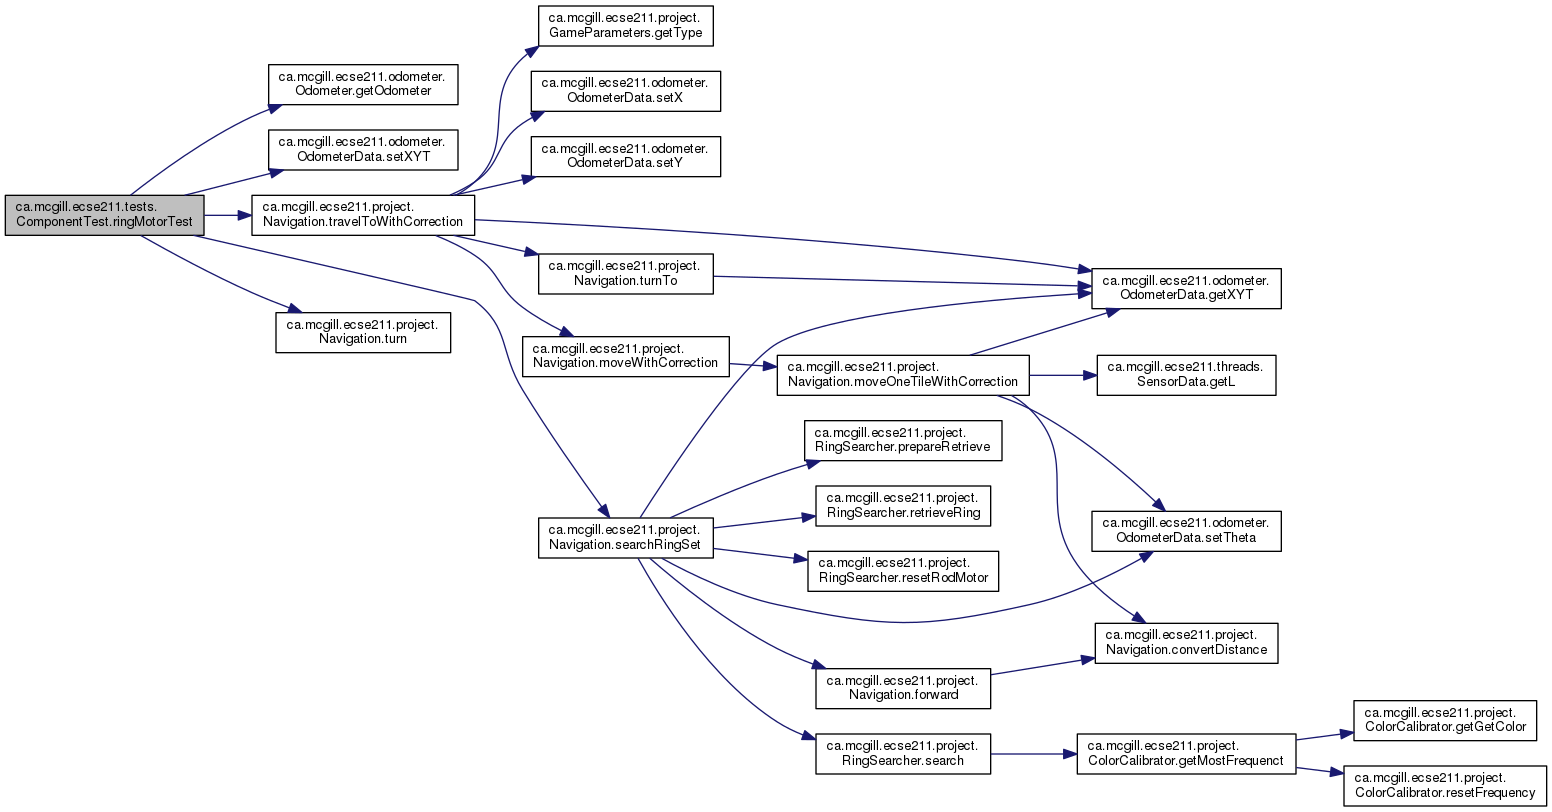 ca.mcgill.ecse211.project.
GameParameters.getType
ca.mcgill.ecse211.odometer.
Odometer.getOdometer
ca.mcgill.ecse211.odometer.
OdometerData.setX
ca.mcgill.ecse211.odometer.
OdometerData.setXYT
ca.mcgill.ecse211.odometer.
OdometerData.setY
ca.mcgill.ecse211.tests.
ComponentTest.ringMotorTest
ca.mcgill.ecse211.project.
Navigation.travelToWithCorrection
ca.mcgill.ecse211.project.
Navigation.turnTo
ca.mcgill.ecse211.odometer.
OdometerData.getXYT
ca.mcgill.ecse211.project.
Navigation.turn
ca.mcgill.ecse211.project.
Navigation.moveWithCorrection
ca.mcgill.ecse211.project.
Navigation.moveOneTileWithCorrection
ca.mcgill.ecse211.threads.
SensorData.getL
ca.mcgill.ecse211.project.
RingSearcher.prepareRetrieve
ca.mcgill.ecse211.project.
RingSearcher.retrieveRing
ca.mcgill.ecse211.project.
Navigation.searchRingSet
ca.mcgill.ecse211.odometer.
OdometerData.setTheta
ca.mcgill.ecse211.project.
RingSearcher.resetRodMotor
ca.mcgill.ecse211.project.
Navigation.convertDistance
ca.mcgill.ecse211.project.
Navigation.forward
ca.mcgill.ecse211.project.
ColorCalibrator.getGetColor
ca.mcgill.ecse211.project.
RingSearcher.search
ca.mcgill.ecse211.project.
ColorCalibrator.getMostFrequenct
ca.mcgill.ecse211.project.
ColorCalibrator.resetFrequency